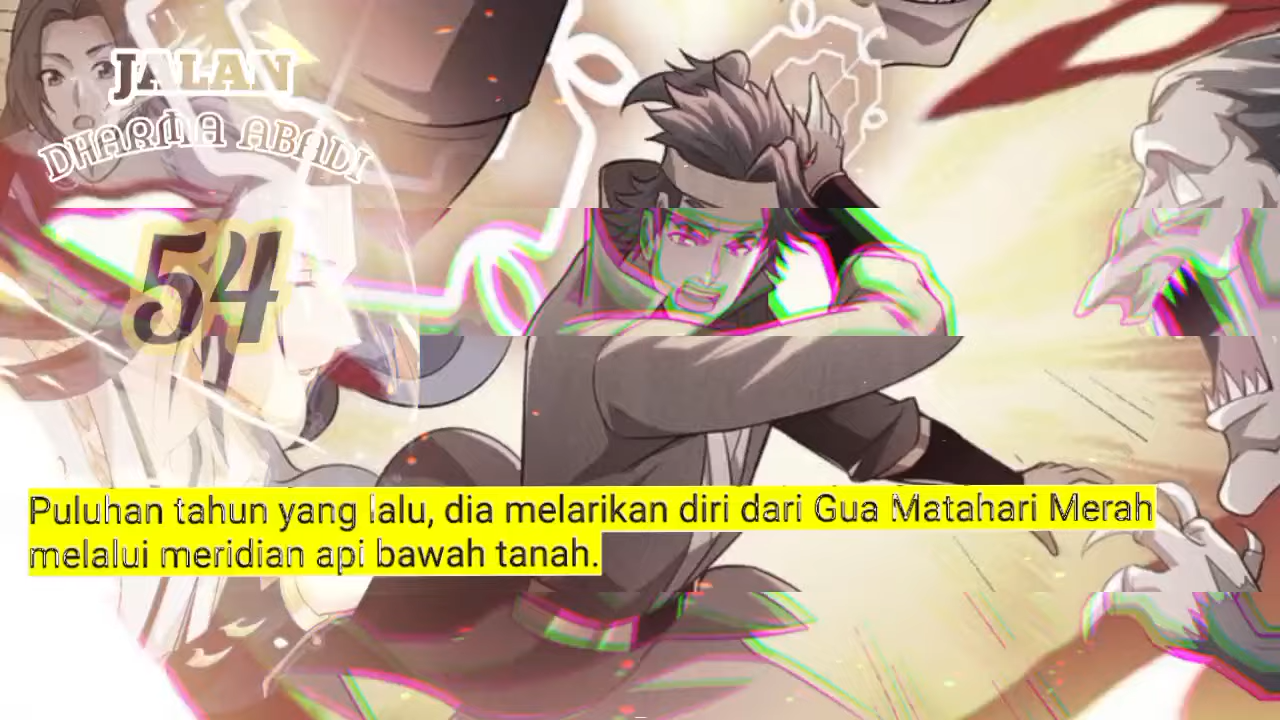 JALAN
DHARMA ABADI
54
Puluhan tahun yang lalu, dia melarikan diri dari Gua Matahari Merah
melalui meridian api bawah tanah.